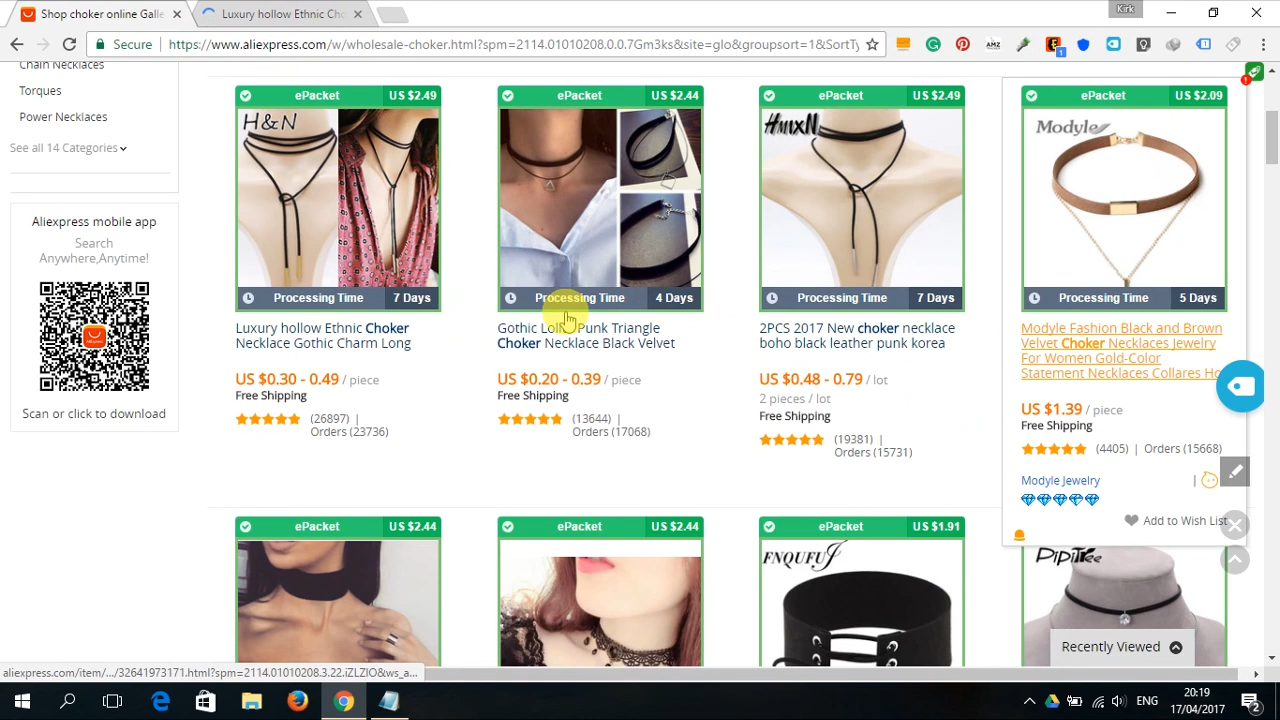 Shop choker online Galle
Luxury hollow Ethnic Cho
Kirk
Secure
https://www.aliexpress.com/w/wholesale-choker.html?spm=2114.01010208.0.0.7Gm3ks&site=glo&groupsort=1&SortTy
AMZ
1
1
Chain Necklaces
Torques
Power Necklaces
See all 14 Categories
Aliexpress mobile app
Search
Anywhere,Anytime!
Scan or click to download
ePacket US $2.49
H&N
Processing Time 7 Days
Luxury hollow Ethnic Choker
Necklace Gothic Charm Long
US $0.30 - 0.49 / piece
Free Shipping
(26897) |
Orders (23736)
ePacket US $2.44
Processing Time 4 Days
Gothic Lolita Punk Triangle
Choker Necklace Black Velvet
US $0.20 - 0.39 / piece
Free Shipping
(13644) |
Orders (17068)
ePacket US $2.49
HMXN
Processing Time 7 Days
2PCS 2017 New choker necklace
boho black leather punk korea
US $0.48 - 0.79 / lot
2 pieces / lot
Free Shipping
(19381) |
Orders (15731)
ePacket US $2.09
Modyle
Processing Time 5 Days
Modyle Fashion Black and Brown
Velvet Choker Necklaces Jewelry
For Women Gold-Color
Statement Necklaces Collares Ho
US $1.39 / piece
Free Shipping
(4405) | Orders (15668)
Modyle Jewelry |
Add to Wish List
ePacket US $2.44
ePacket US $2.44
ePacket US $1.91
FNQUFUJ
PipiTree
Recently Viewed
aliexpress.com/item/.../32641973171.html?spm=2114.01010208.3.22.iZLZIO&ws_a...
ENG
20:19
17/04/2017
2